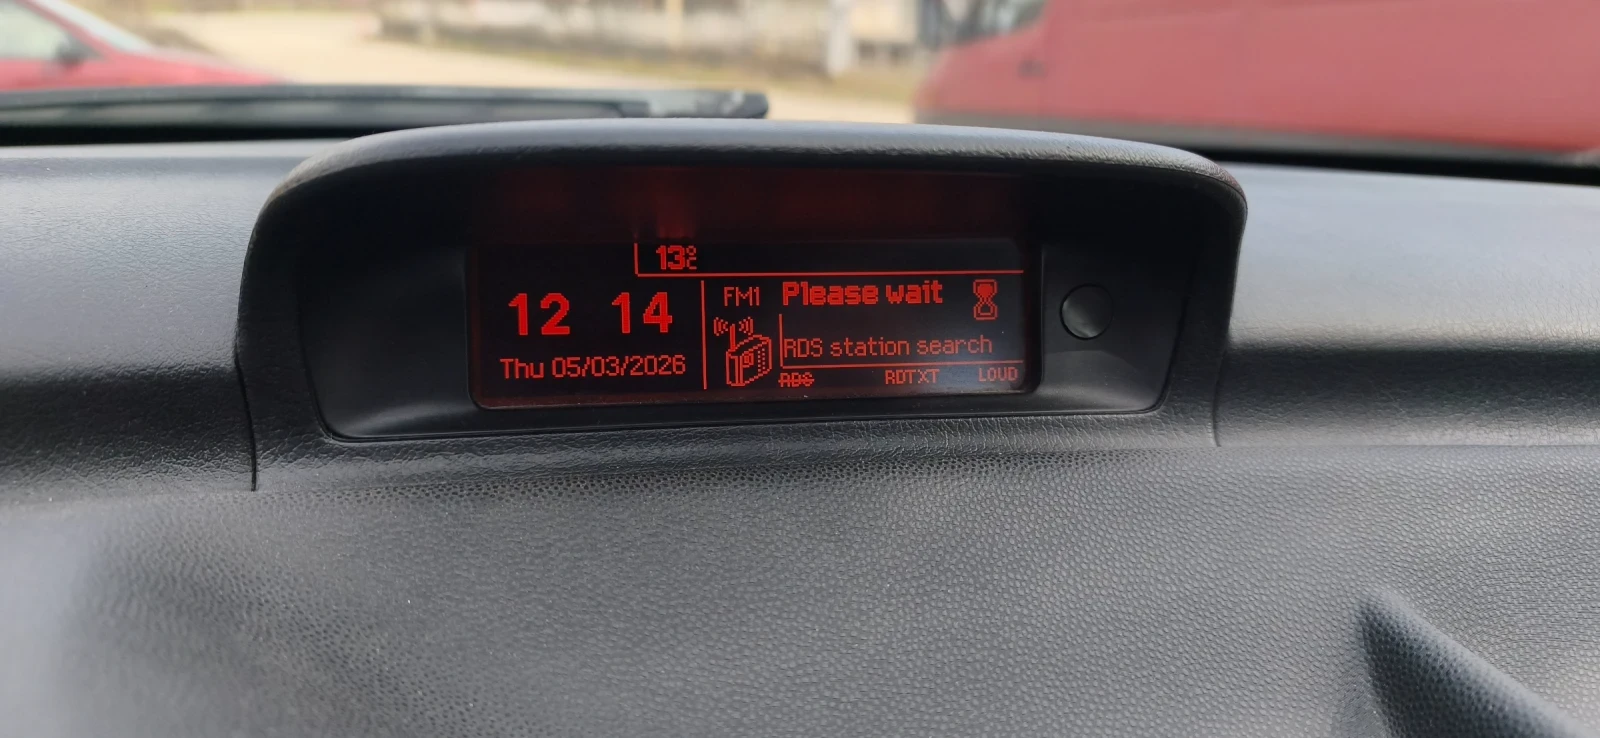 13°C
12 14
Thu 05/03/2026
FM1 Please wait
RDS station search
RDS RDTXT LOUD